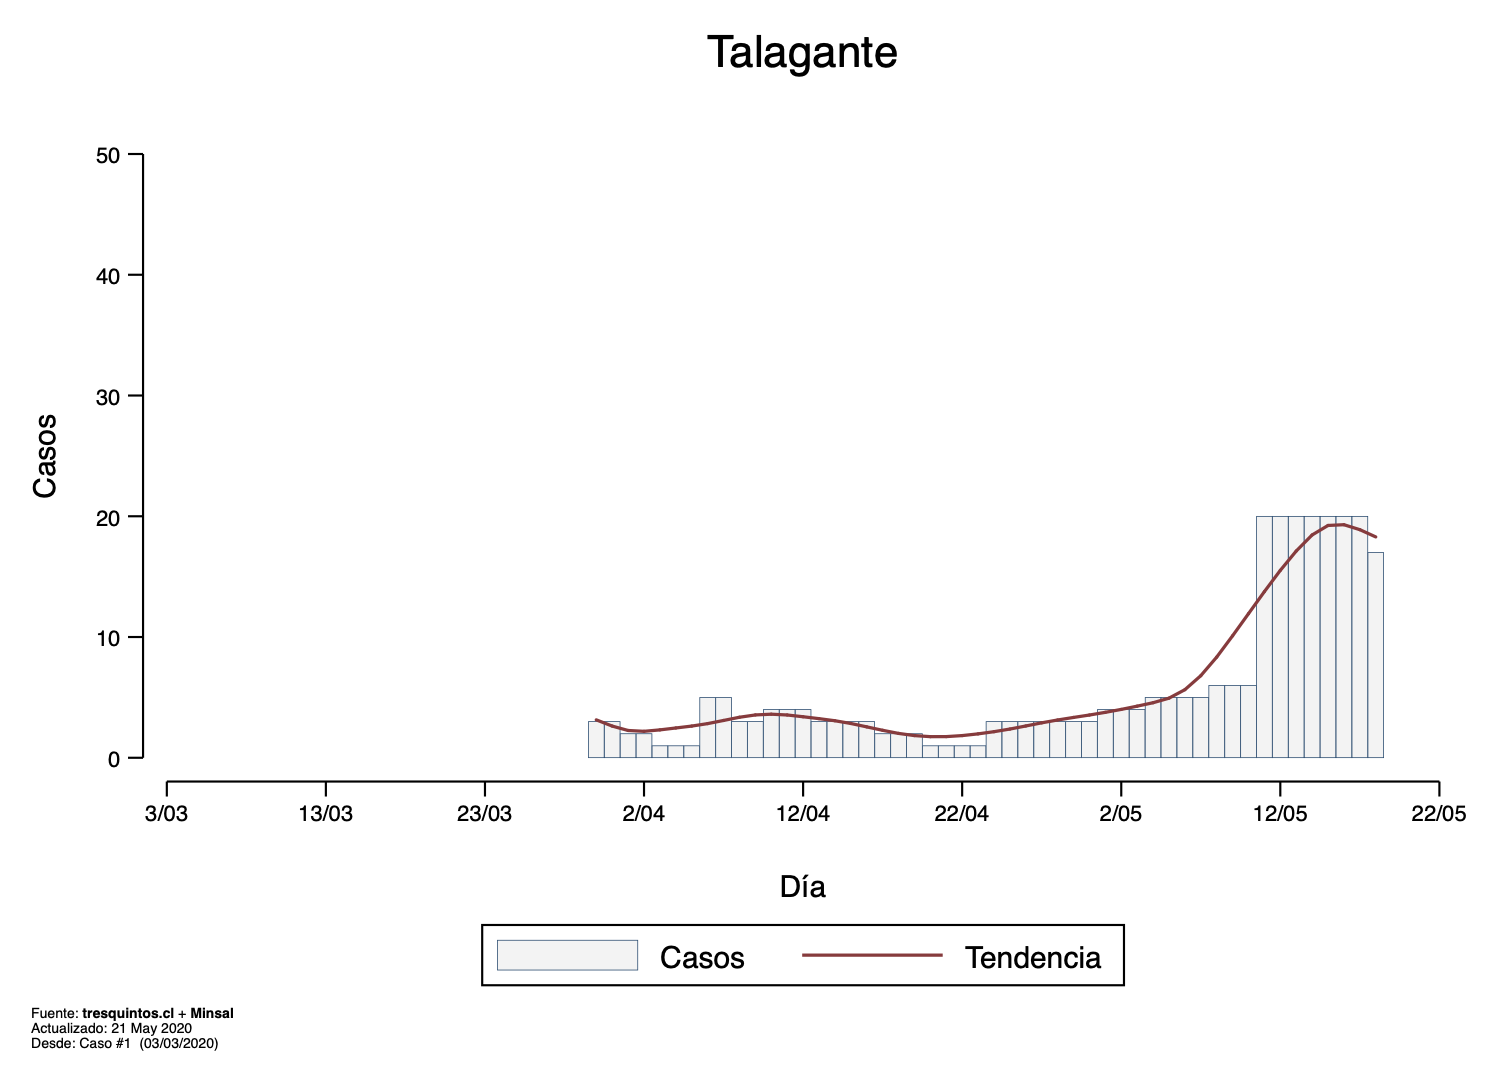 Talagante
Casos
50
40
30
20
10
0
3/03 13/03 23/03 2/04 12/04 22/04 2/05 12/05 22/05
Día
Casos Tendencia
Fuente: tresquintos.cl + Minsal
Actualizado: 21 May 2020
Desde: Caso #1 (03/03/2020)